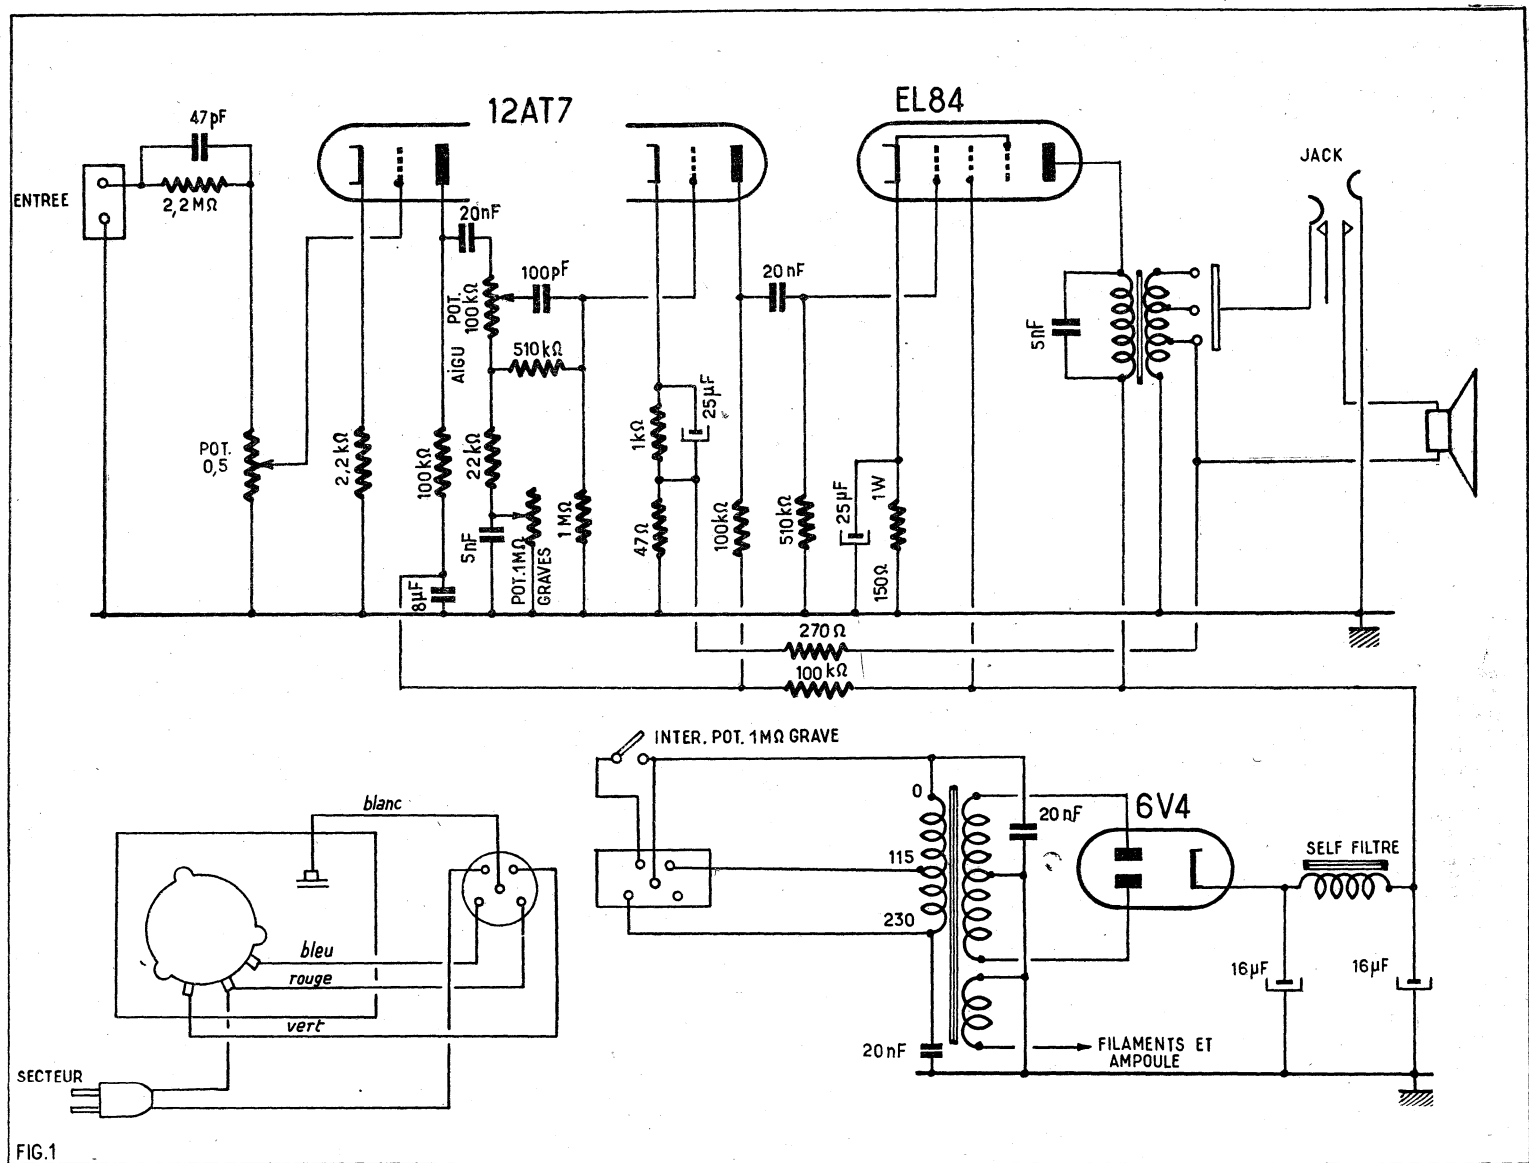 12AT7
EL84
47pF
JACK
ENTREE
2,2MΩ
20nF
100pF
20nF
POT.
100kΩ
5nF
510kΩ
AiGU
25µF
1kΩ
POT.
0,5
2,2kΩ
100kΩ
22kΩ
25µF
1W
5nF
1MΩ
47Ω
100kΩ
510kΩ
POT.1MΩ
GRAVES
8µF
150Ω
270Ω
100kΩ
INTER. POT. 1MΩ GRAVE
0
20nF
6V4
blanc
115
SELF FILTRE
230
bleu
rouge
16µF
16µF
vert
20nF
FILAMENTS ET
AMPOULE
SECTEUR
FIG.1